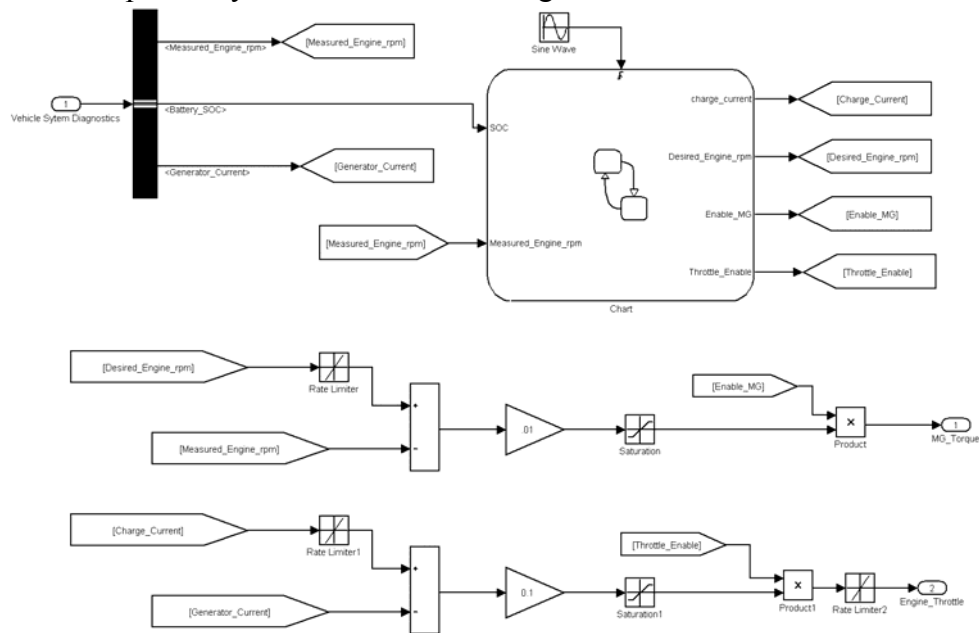 <Measured_Engine_rpm>
[Measured_Engine_rpm]
Sine Wave
1
Vehicle Sytem Diagnostics
<Battery_SOC>
<Generator_Current>
[Generator_Current]
[Measured_Engine_rpm]
SOC
Measured_Engine_rpm
charge_current
Desired_Engine_rpm
Enable_MG
Throttle_Enable
Chart
[Charge_Current]
[Desired_Engine_rpm]
[Enable_MG]
[Throttle_Enable]
[Desired_Engine_rpm]
Rate Limiter
[Measured_Engine_rpm]
+
-
.01
Saturation
[Enable_MG]
×
Product
1
MG_Torque
[Charge_Current]
Rate Limiter1
[Generator_Current]
+
-
0.1
Saturation1
[Throttle_Enable]
×
Product1
Rate Limiter2
2
Engine_Throttle